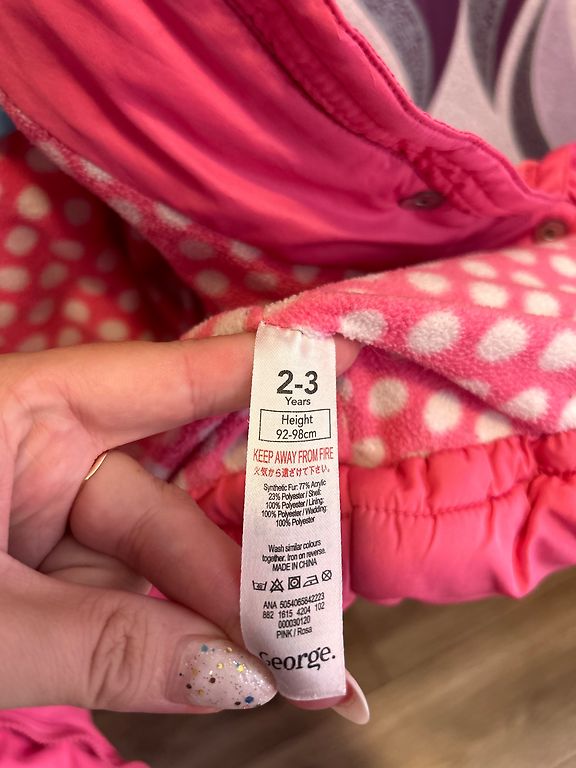 2-3
Years
Height
92-98cm
KEEP AWAY FROM FIRE
火気から遠ざけて下さい。
Synthetic Fur: 77% Acrylic
23% Polyester / Shell:
100% Polyester / Lining:
100% Polyester / Wadding:
100% Polyester
Wash similar colours
together. Iron on reverse.
MADE IN CHINA
ANA 5054065842223
882 1615 4204 102
000030120
PINK / Rosa
George.